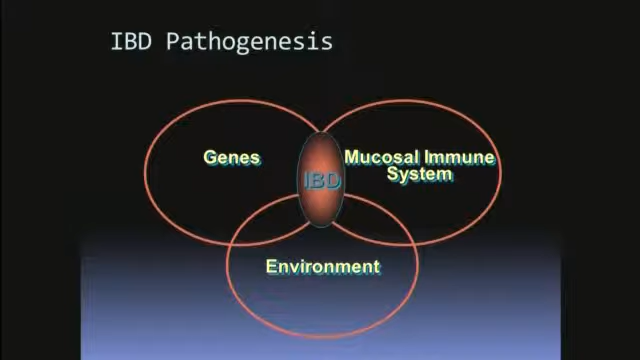 IBD Pathogenesis
Genes
Mucosal Immune
System
IBD
Environment